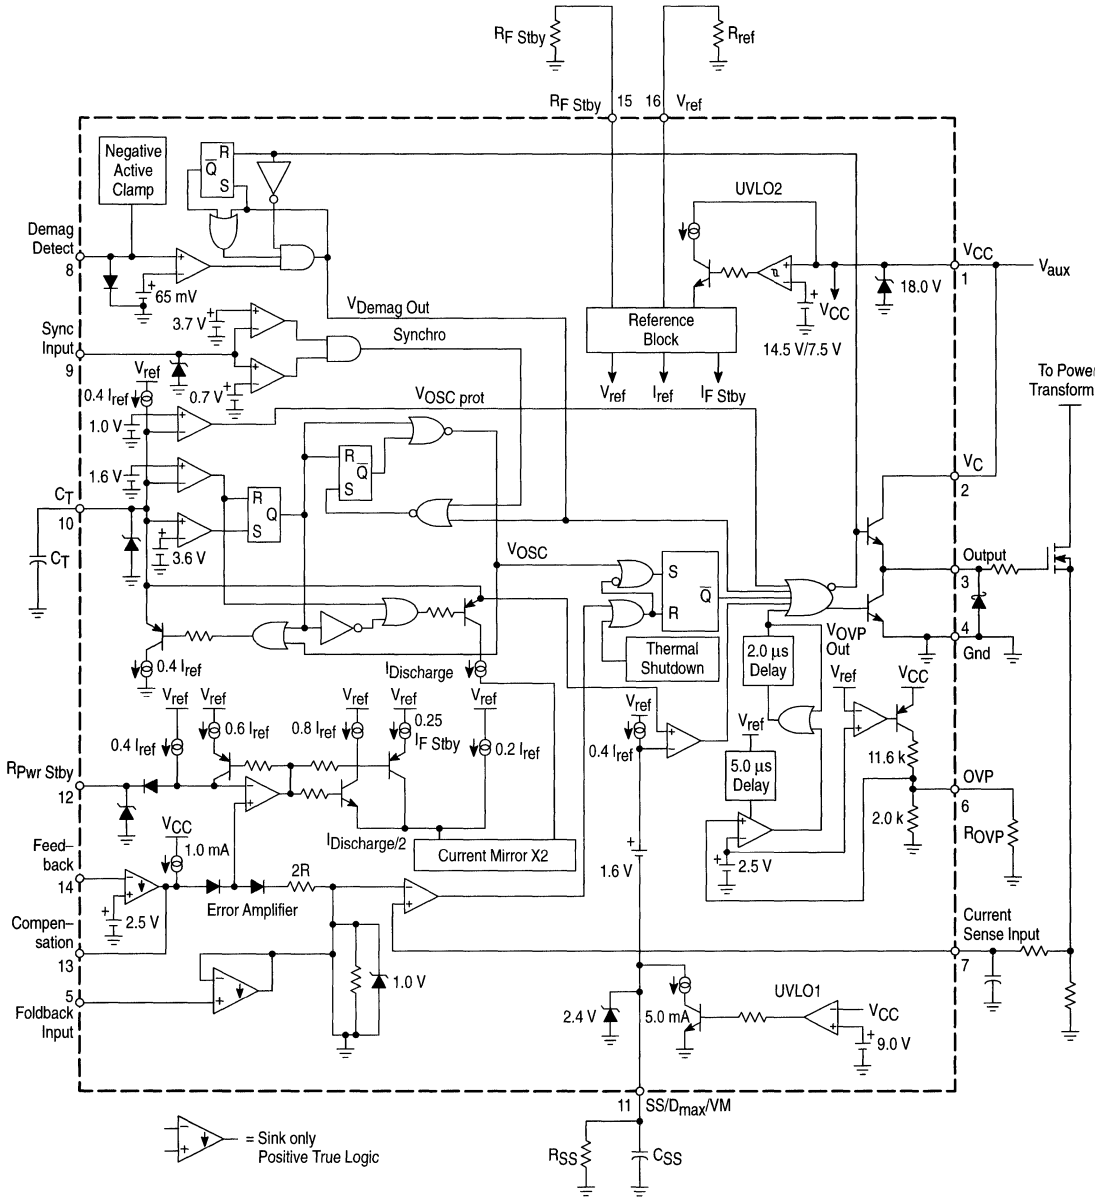 RF Stby
Rref
RF Stby 15 16 Vref
Negative
Active
Clamp
R
Q
S
UVLO2
Demag
Detect
8
65 mV
VCC
1
Vaux
18.0 V
VCC
14.5 V/7.5 V
VDemag Out
Reference
Block
3.7 V
Synchro
Sync
Input
9
Vref
0.4 Iref
0.7 V
Vref Iref IF Stby
To Power
Transform
VOSC prot
1.0 V
R
Q
S
1.6 V
VC
2
CT
10
R
Q
S
3.6 V
CT
VOSC
S
Q
R
Output
3
4
Gnd
Thermal
Shutdown
2.0 µs
Delay
VOVP
Out
0.4 Iref
IDischarge
Vref
VCC
Vref
0.4 Iref
Vref
0.6 Iref
Vref
0.8 Iref
Vref
0.25
IF Stby
Vref
0.2 Iref
Vref
0.4 Iref
Vref
5.0 µs
Delay
11.6 k
RPwr Stby
12
OVP
6
2.0 k
ROVP
VCC
1.0 mA
IDischarge/2
Current Mirror X2
1.6 V
2.5 V
Feed–
back
14
2R
Error Amplifier
2.5 V
Compen–
sation
13
Current
Sense Input
7
5
Foldback
Input
1.0 V
2.4 V
5.0 mA
UVLO1
VCC
9.0 V
11 SS/Dmax/VM
= Sink only
Positive True Logic
RSS
CSS